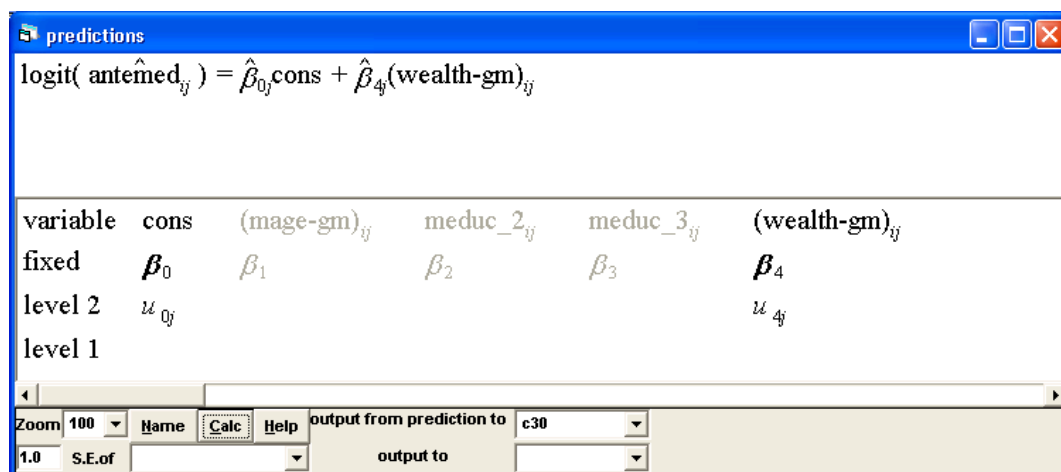 predictions
logit( antem̂ed_ij ) = β̂_0j cons + β̂_4j (wealth-gm)_ij
variable cons (mage-gm)_ij meduc_2_ij meduc_3_ij (wealth-gm)_ij
fixed β_0 β_1 β_2 β_3 β_4
level 2 u_0j u_4j
level 1
Zoom 100 Name Calc Help output from prediction to c30
1.0 S.E.of output to